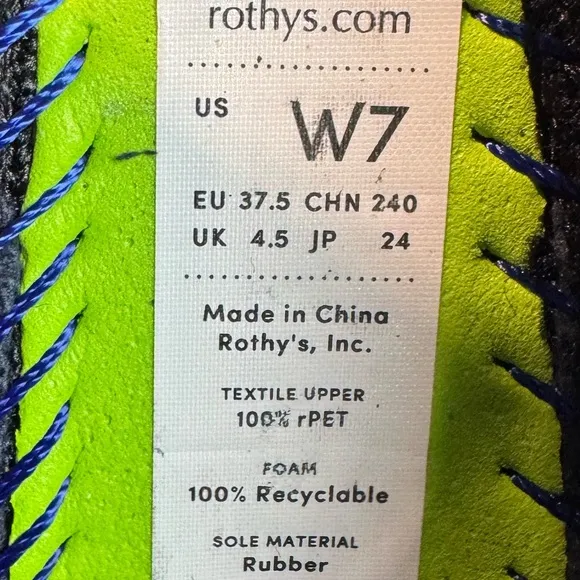 rothys.com
US W7
EU 37.5 CHN 240
UK 4.5 JP 24
Made in China
Rothy's, Inc.
TEXTILE UPPER
100% rPET
FOAM
100% Recyclable
SOLE MATERIAL
Rubber